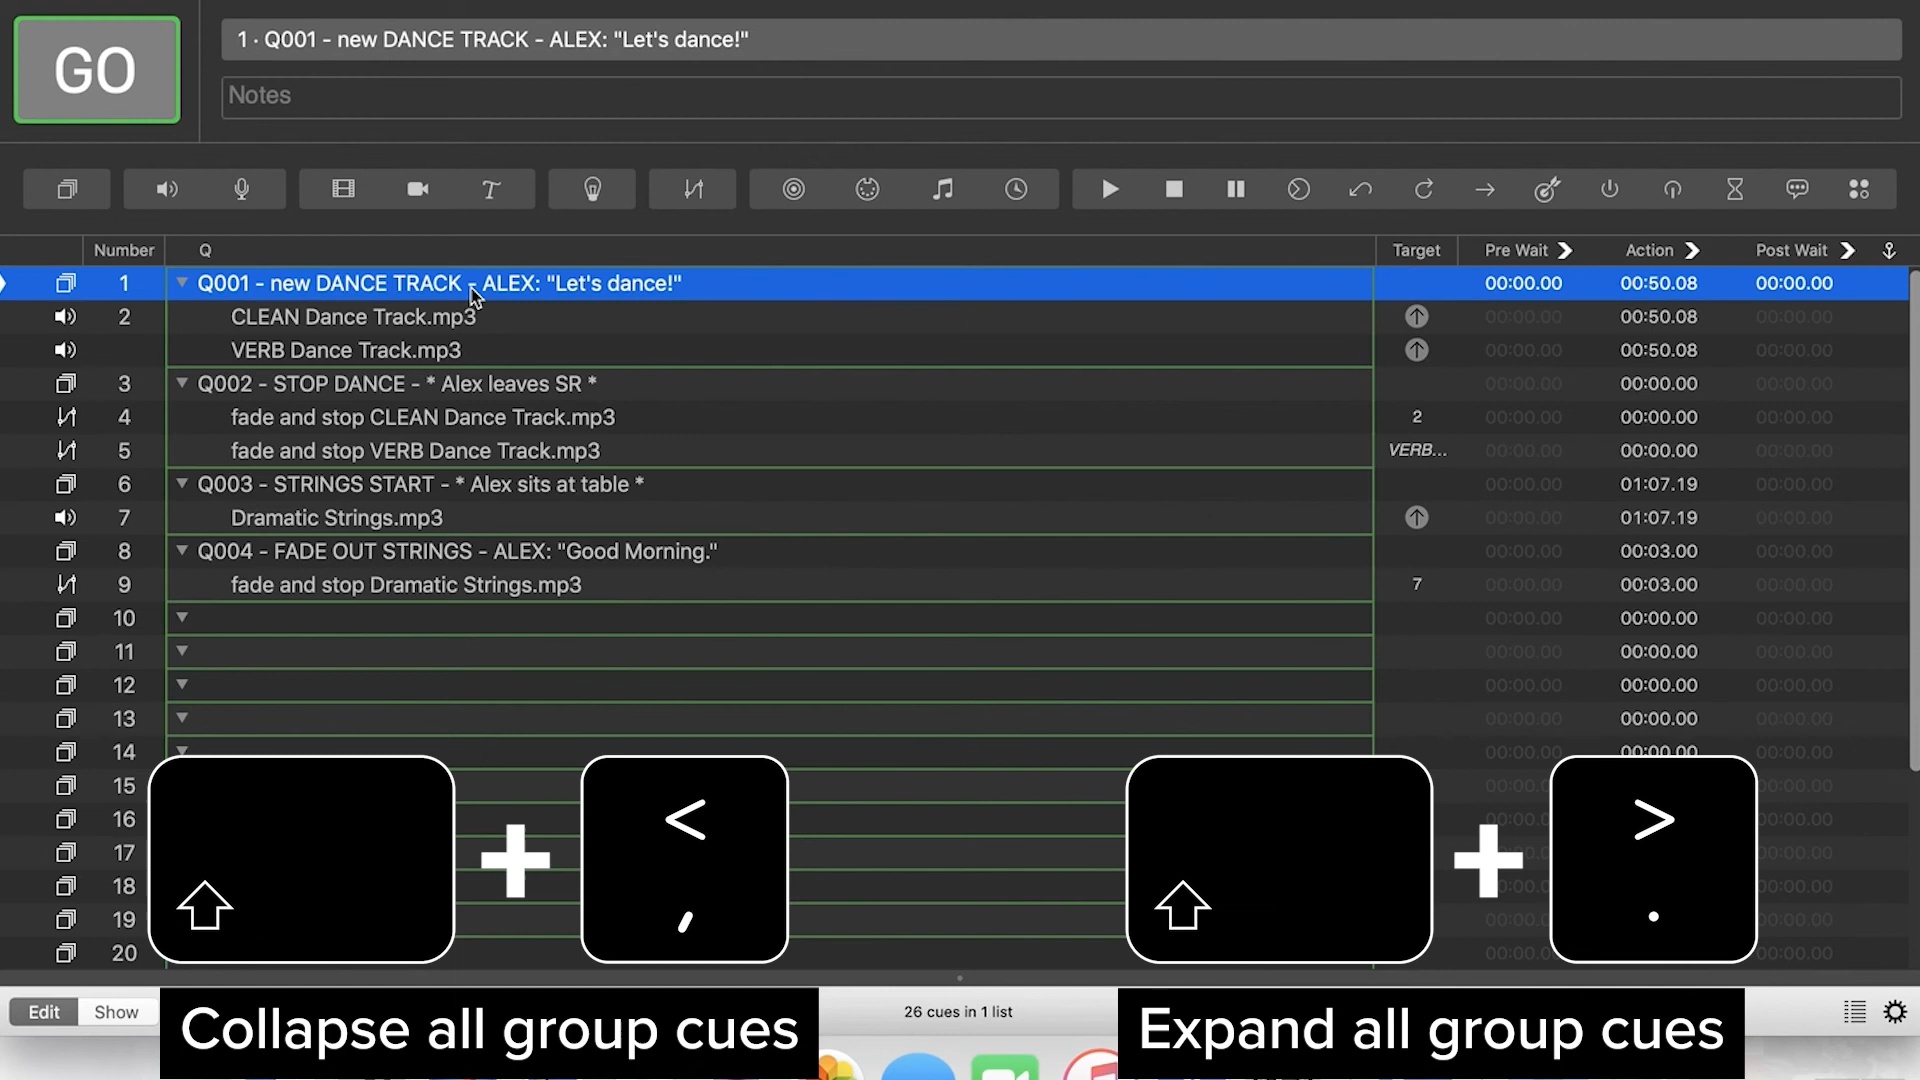 GO
1 · Q001 - new DANCE TRACK - ALEX: "Let's dance!"
Notes
Number Q Target Pre Wait Action Post Wait
1 Q001 - new DANCE TRACK - ALEX: "Let's dance!" 00:00.00 00:50.08 00:00.00
2 CLEAN Dance Track.mp3 00:00.00 00:50.08 00:00.00
VERB Dance Track.mp3 00:00.00 00:50.08 00:00.00
3 Q002 - STOP DANCE - * Alex leaves SR * 00:00.00 00:00.00 00:00.00
4 fade and stop CLEAN Dance Track.mp3 2 00:00.00 00:00.00 00:00.00
5 fade and stop VERB Dance Track.mp3 VERB... 00:00.00 00:00.00 00:00.00
6 Q003 - STRINGS START - * Alex sits at table * 00:00.00 01:07.19 00:00.00
7 Dramatic Strings.mp3 00:00.00 01:07.19 00:00.00
8 Q004 - FADE OUT STRINGS - ALEX: "Good Morning." 00:00.00 00:03.00 00:00.00
9 fade and stop Dramatic Strings.mp3 7 00:00.00 00:03.00 00:00.00
10 00:00.00 00:00.00 00:00.00
11 00:00.00 00:00.00 00:00.00
12 00:00.00 00:00.00 00:00.00
13 00:00.00 00:00.00 00:00.00
14 00:00.00 00:00.00 00:00.00
15
16
17
18
19
20
+ < ,
+ > .
Edit Show 26 cues in 1 list
Collapse all group cues
Expand all group cues